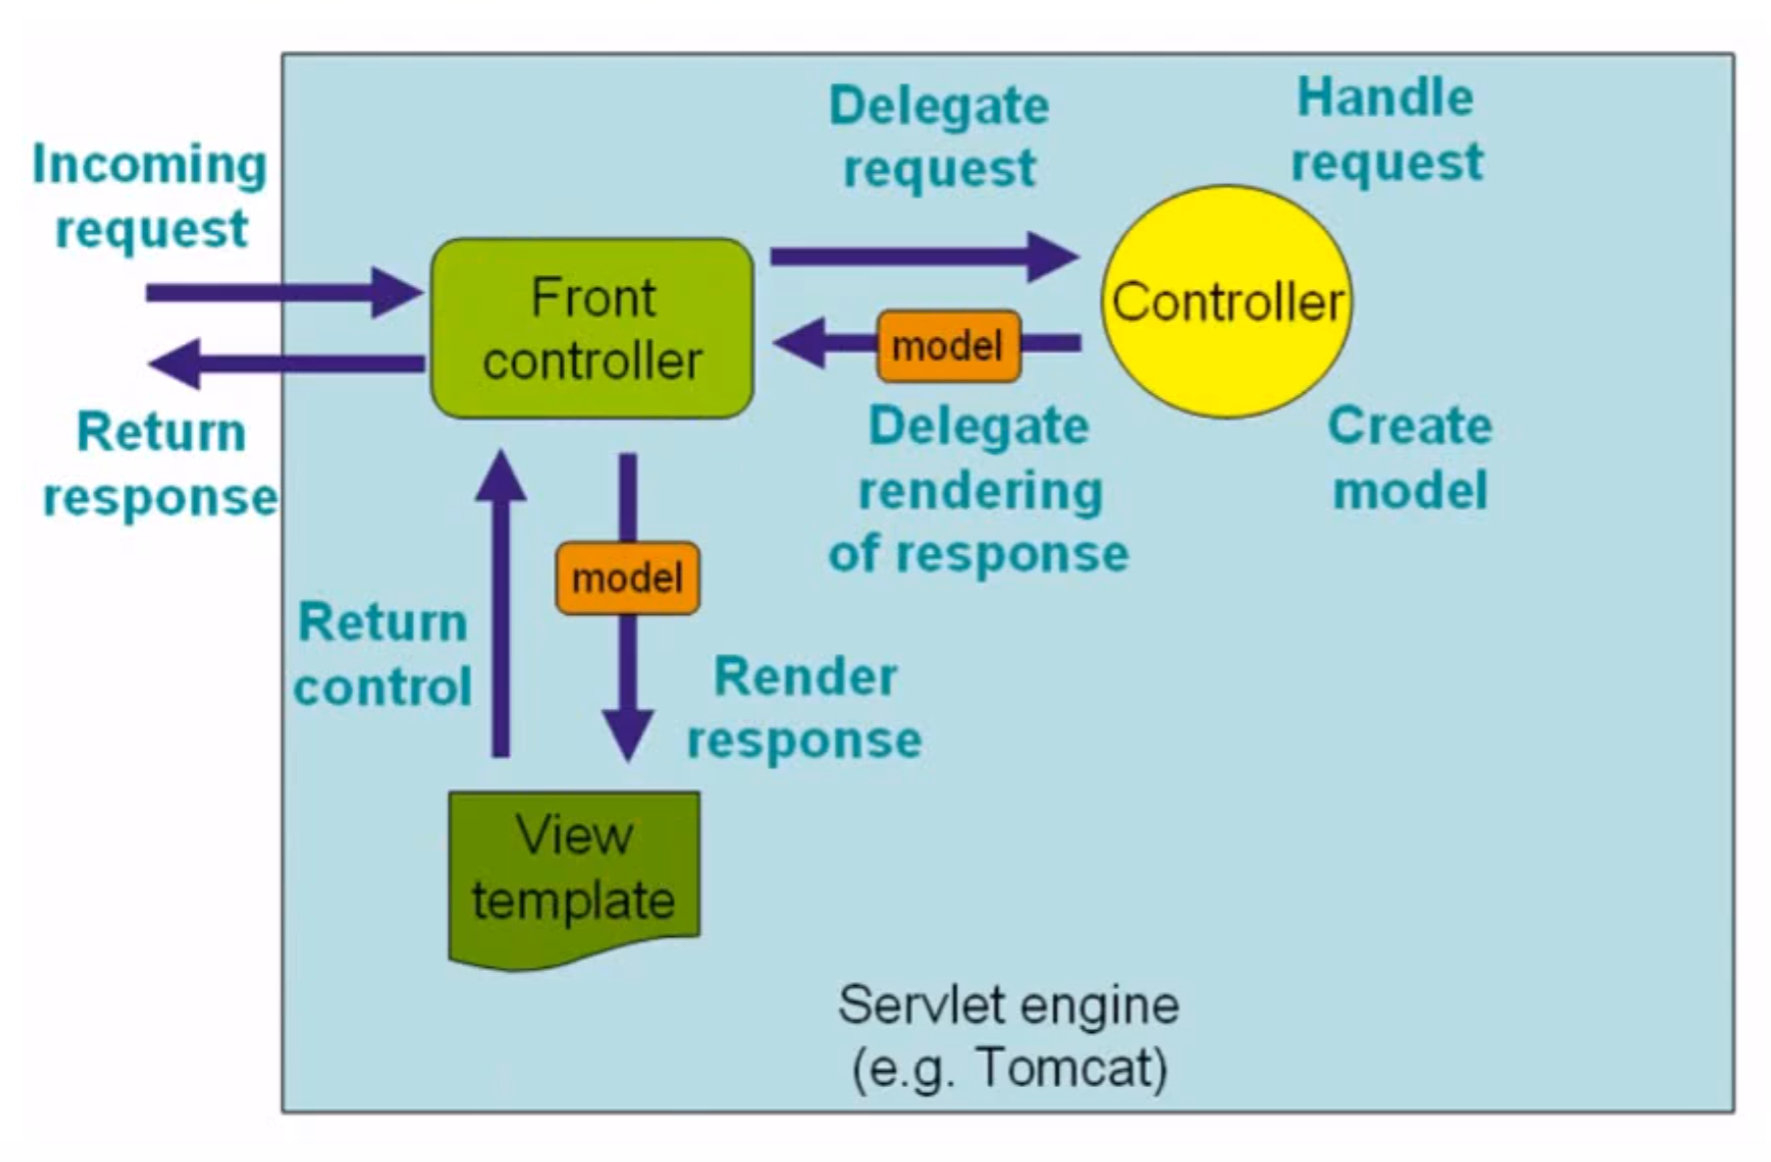 Incoming
request
Return
response
Front
controller
Delegate
request
Handle
request
Controller
model
Delegate
rendering
of response
Create
model
Return
control
model
Render
response
View
template
Servlet engine
(e.g. Tomcat)